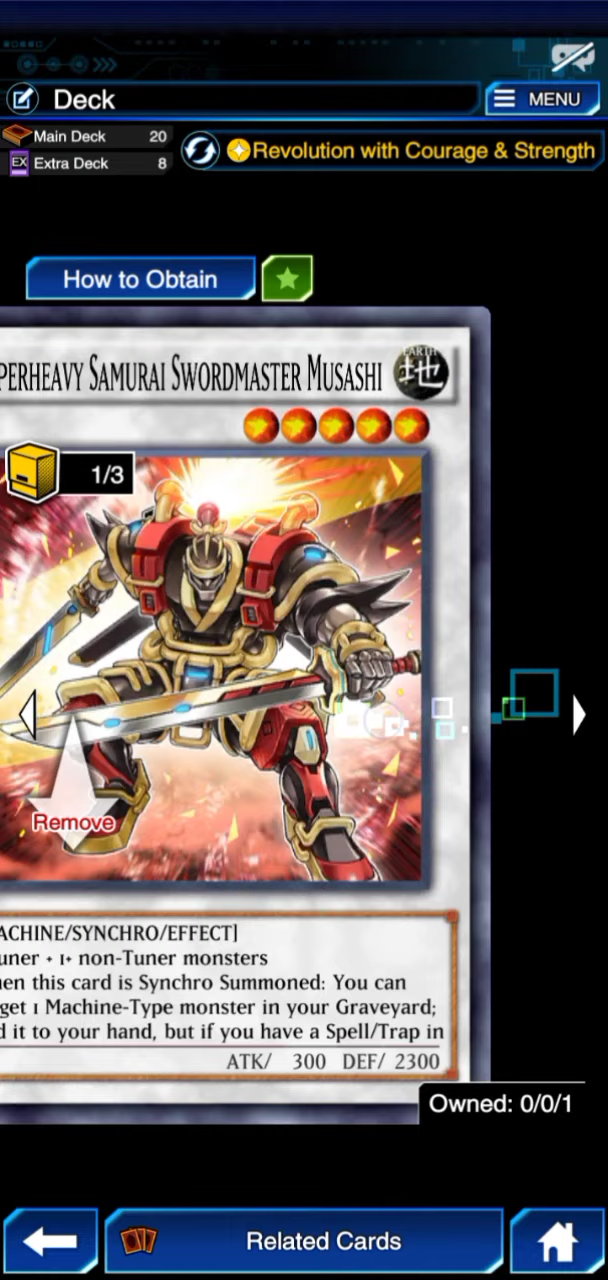 Deck
MENU
Main Deck 20
EX Extra Deck 8
Revolution with Courage & Strength
How to Obtain
PERHEAVY SAMURAI SWORDMASTER MUSASHI
EARTH
地
1/3
Remove
ACHINE/SYNCHRO/EFFECT]
uner + 1+ non-Tuner monsters
en this card is Synchro Summoned: You can
get 1 Machine-Type monster in your Graveyard;
d it to your hand, but if you have a Spell/Trap in
ATK/ 300 DEF/ 2300
Owned: 0/0/1
Related Cards